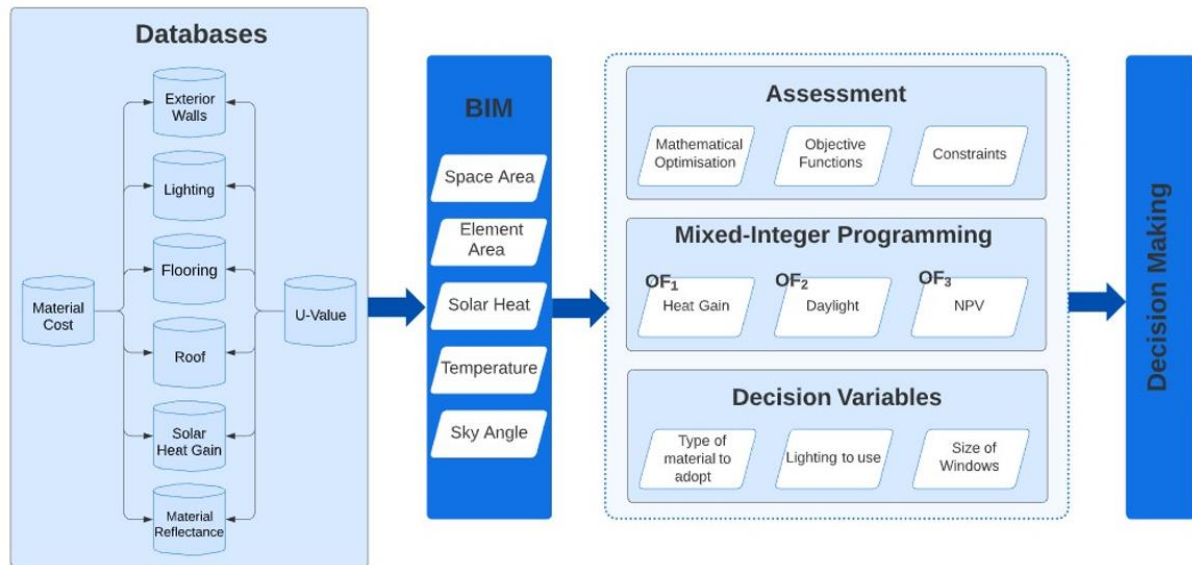 Databases
Exterior
Walls
Lighting
Flooring
Material
Cost
U-Value
Roof
Solar
Heat Gain
Material
Reflectance
BIM
Space Area
Element
Area
Solar Heat
Temperature
Sky Angle
Assessment
Mathematical
Optimisation
Objective
Functions
Constraints
Mixed-Integer Programming
OF1
Heat Gain
OF2
Daylight
OF3
NPV
Decision Variables
Type of
material to
adopt
Lighting to use
Size of
Windows
Decision Making